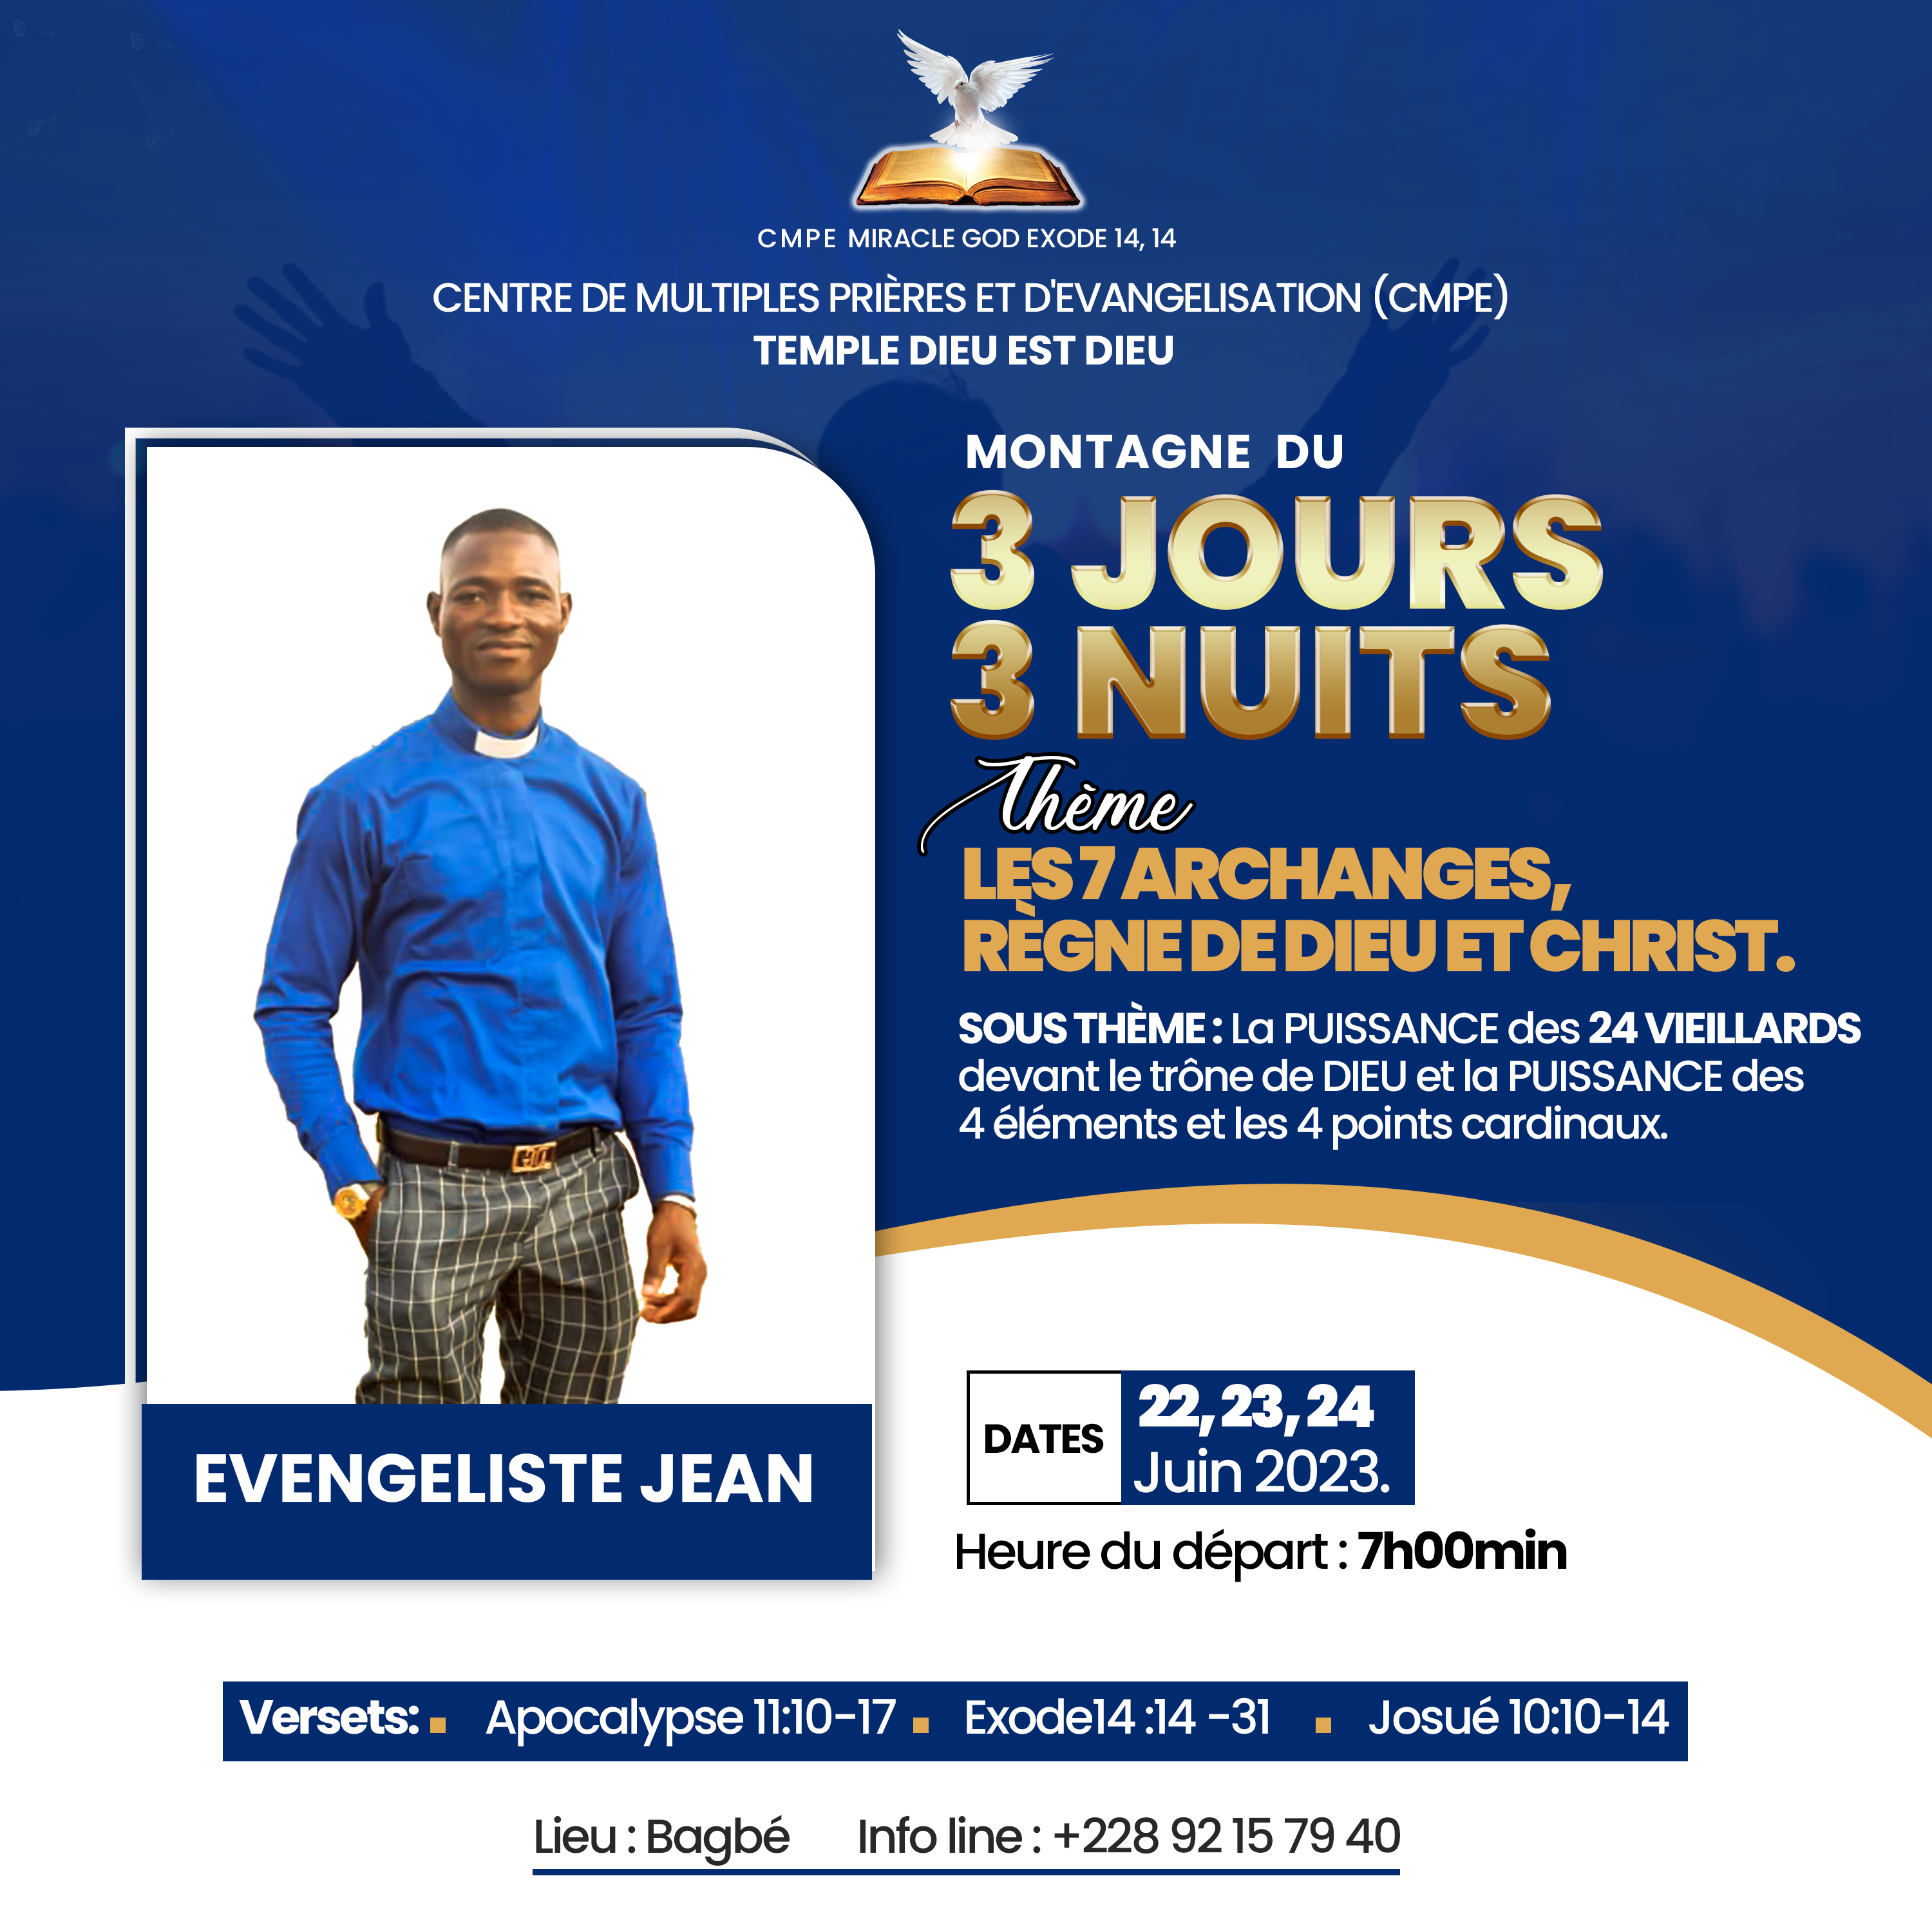 CMPE MIRACLE GOD EXODE 14, 14
CENTRE DE MULTIPLES PRIÈRES ET D'EVANGELISATION (CMPE)
TEMPLE DIEU EST DIEU
MONTAGNE DU
3 JOURS
3 NUITS
Thème
LES 7 ARCHANGES,
RÈGNE DE DIEU ET CHRIST.
SOUS THÈME : La PUISSANCE des 24 VIEILLARDS
devant le trône de DIEU et la PUISSANCE des
4 éléments et les 4 points cardinaux.
EVENGELISTE JEAN
DATES
22, 23, 24
Juin 2023.
Heure du départ : 7h00min
Versets: ▪ Apocalypse 11:10-17 ▪ Exode14 :14 -31 ▪ Josué 10:10-14
Lieu : Bagbé Info line : +228 92 15 79 40